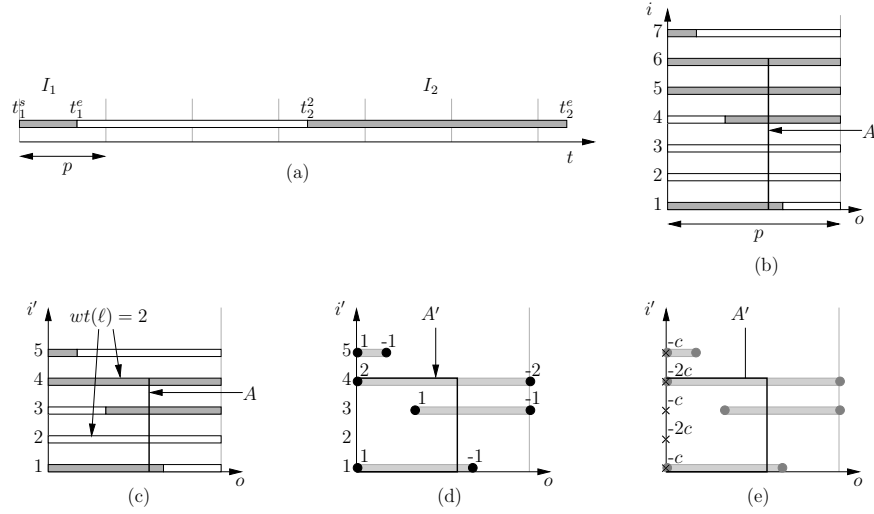 I₁ I₂
t₁ˢ t₁ᵉ t₂² t₂ᵉ
p t
(a)
i
7
6
5
4
A
3
2
1
o
p
(b)
i′ wt(ℓ) = 2
5
4
A
3
2
1
o
(c)
i′ A′
5 1 -1
4 2 -2
3 1 -1
2
1 1 -1
o
(d)
i′ A′
5 -c
4 -2c
3 -c
2 -2c
1 -c
o
(e)